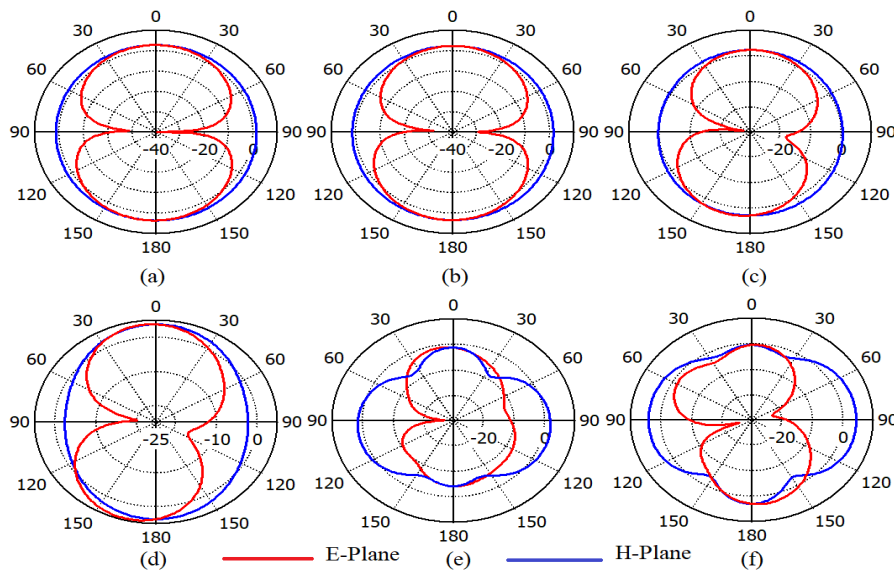 0 0 0
30 30 30 30 30 30
60 60 60 60 60 60
90 -40 -20 0 90 90 -40 -20 0 90 90 -20 0 90
120 120 120 120 120 120
150 150 150 150 150 150
180 180 180
(a) (b) (c)
0 0 0
30 30 30 30 30 30
60 60 60 60 60 60
90 -25 -10 0 90 90 -20 0 90 90 -20 0 90
120 120 120 120 120 120
150 150 150 150 150 150
180 180 180
(d) E-Plane (e) H-Plane (f)